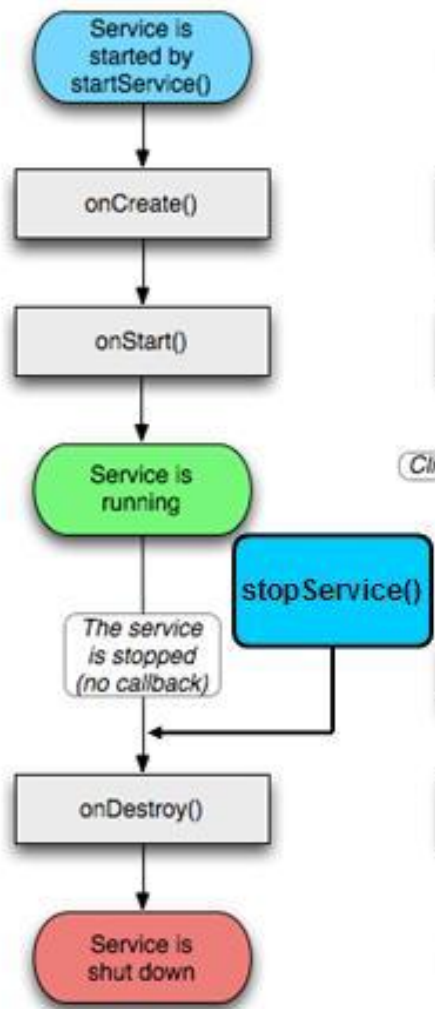 Service is
started by
startService()
onCreate()
onStart()
Service is
running
Cli
stopService()
The service
is stopped
(no callback)
onDestroy()
Service is
shut down